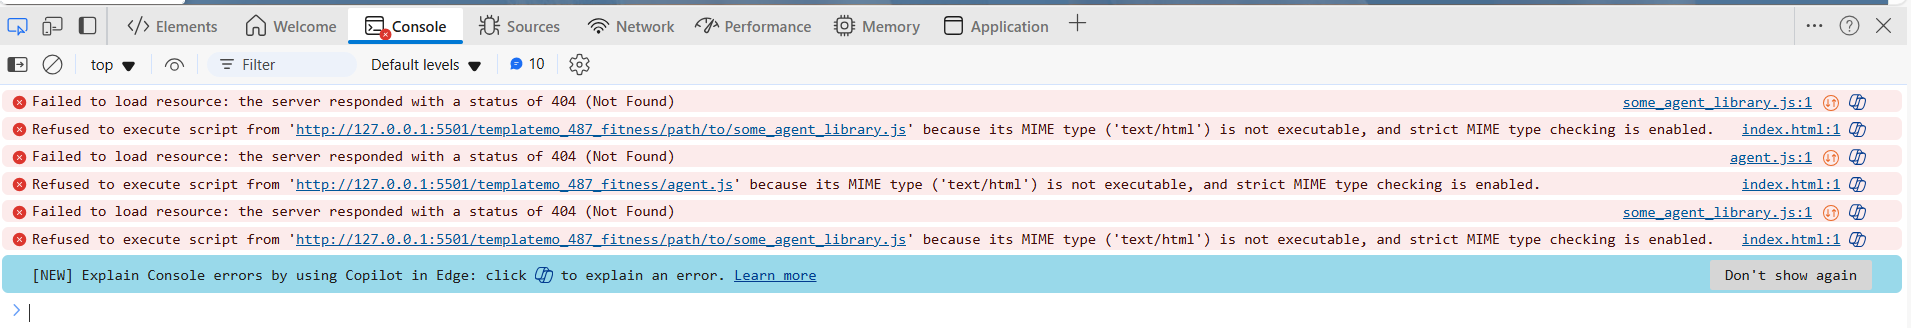 Elements Welcome Console Sources Network Performance Memory Application
top Filter Default levels 10
Failed to load resource: the server responded with a status of 404 (Not Found) some_agent_library.js:1
Refused to execute script from 'http://127.0.0.1:5501/templatemo_487_fitness/path/to/some_agent_library.js' because its MIME type ('text/html') is not executable, and strict MIME type checking is enabled. index.html:1
Failed to load resource: the server responded with a status of 404 (Not Found) agent.js:1
Refused to execute script from 'http://127.0.0.1:5501/templatemo_487_fitness/agent.js' because its MIME type ('text/html') is not executable, and strict MIME type checking is enabled. index.html:1
Failed to load resource: the server responded with a status of 404 (Not Found) some_agent_library.js:1
Refused to execute script from 'http://127.0.0.1:5501/templatemo_487_fitness/path/to/some_agent_library.js' because its MIME type ('text/html') is not executable, and strict MIME type checking is enabled. index.html:1
[NEW] Explain Console errors by using Copilot in Edge: click to explain an error. Learn more Don't show again